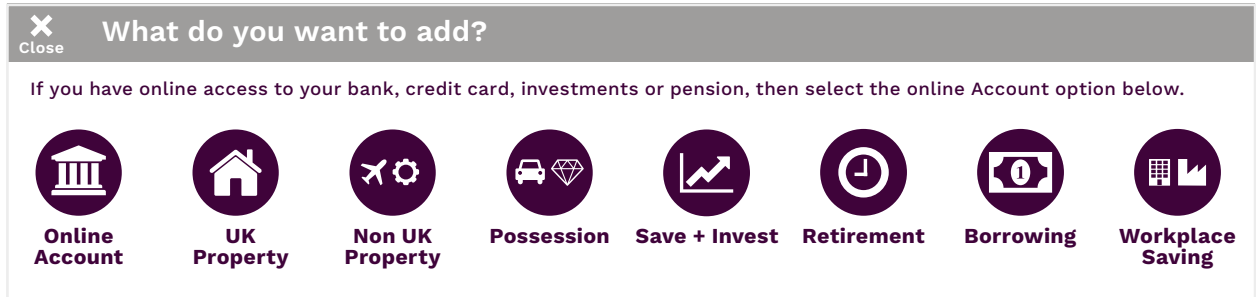 What do you want to add?
Close
If you have online access to your bank, credit card, investments or pension, then select the online Account option below.
1
Online
Account
UK
Property
Non UK
Property
Possession
Save + Invest
Retirement
Borrowing
Workplace
Saving